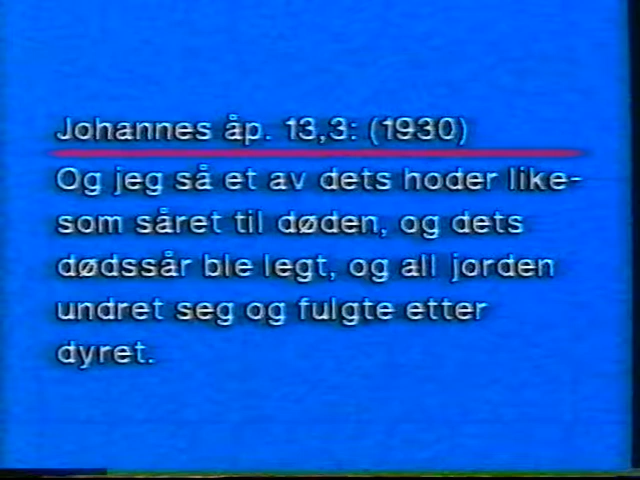 Johannes åp. 13,3: (1930)
Og jeg så et av dets hoder like-
som såret til døden, og dets
dødssår ble legt, og all jorden
undret seg og fulgte etter
dyret.